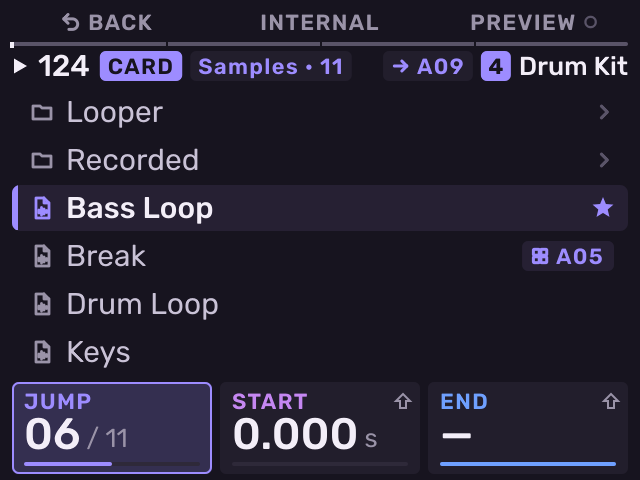 BACK INTERNAL PREVIEW
124 CARD Samples • 11 → A09 4 Drum Kit
Looper
Recorded
Bass Loop
Break A05
Drum Loop
Keys
JUMP START END
06 / 11 0.000 s –